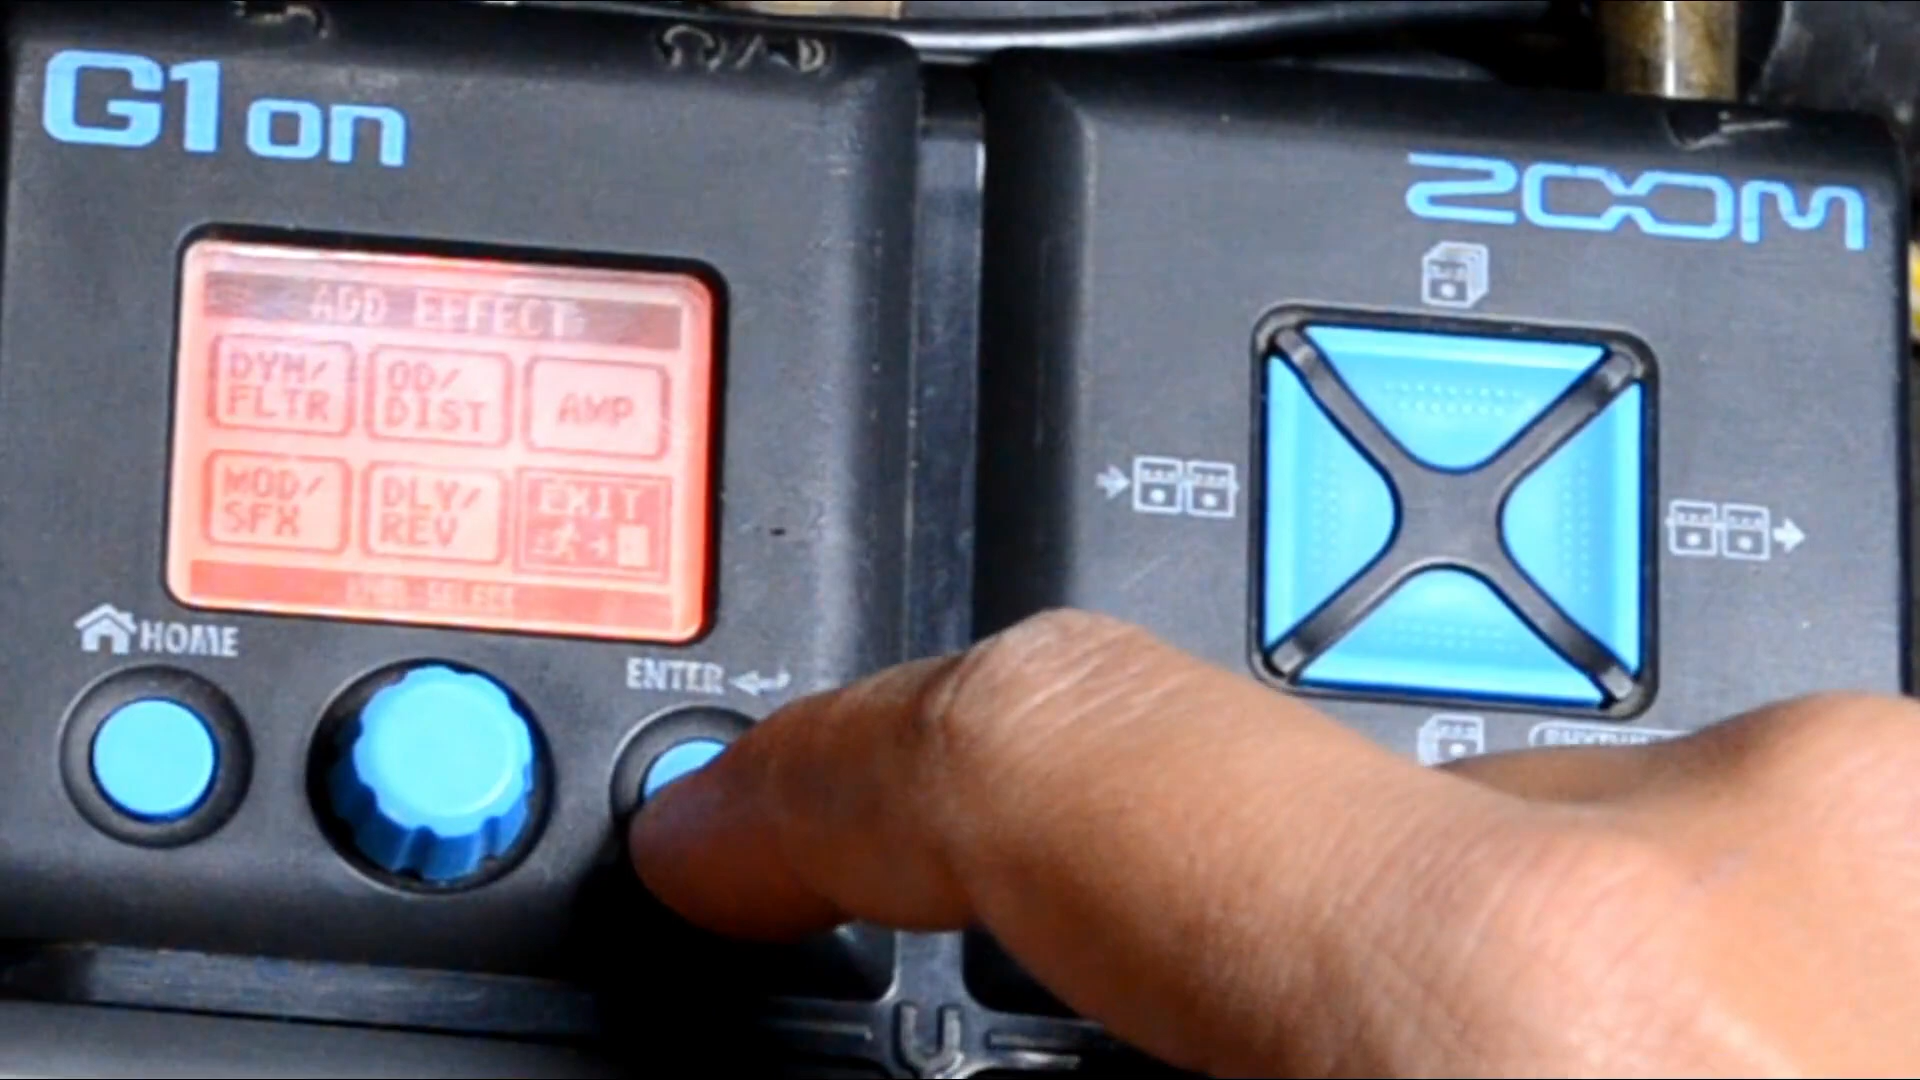 G1on
ZOOM
ADD EFFECT
DYN/
FLTR
OD/
DIST
AMP
MOD/
SFX
DLY/
REV
EXIT
HOME
ENTER